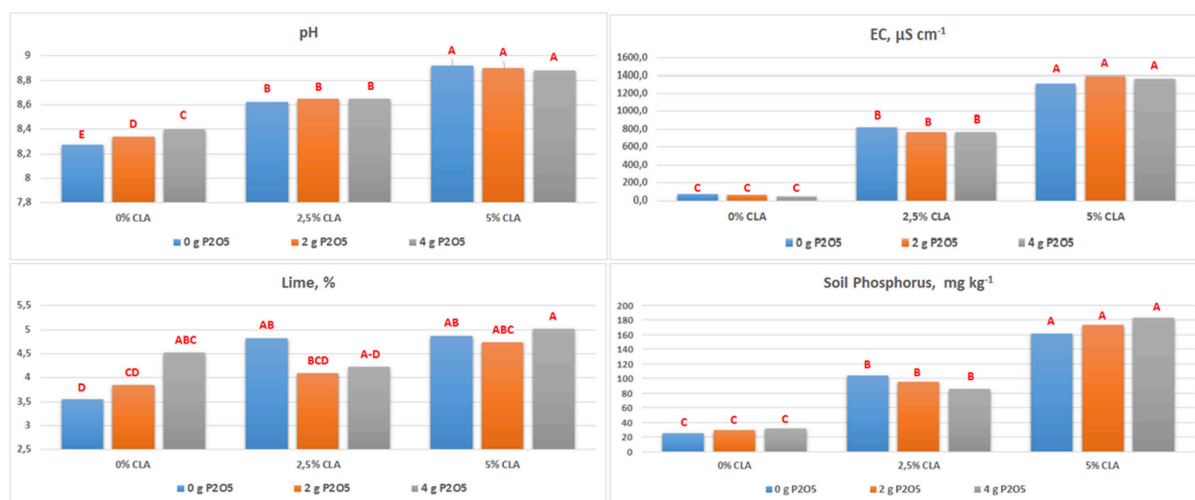 pH
9
8,8
8,6
8,4
8,2
8
7,8
E
D
C
B
B
B
A
A
A
0% CLA
2,5% CLA
5% CLA
0 g P2O5
2 g P2O5
4 g P2O5
EC, µS cm-1
1600,0
1400,0
1200,0
1000,0
800,0
600,0
400,0
200,0
0,0
C
C
C
B
B
B
A
A
A
0% CLA
2,5% CLA
5% CLA
0 g P2O5
2 g P2O5
4 g P2O5
Lime, %
5,5
5
4,5
4
3,5
3
2,5
D
CD
ABC
AB
BCD
A-D
AB
ABC
A
0% CLA
2,5% CLA
5% CLA
0 g P2O5
2 g P2O5
4 g P2O5
Soil Phosphorus, mg kg-1
200
180
160
140
120
100
80
60
40
20
0
C
C
C
B
B
B
A
A
A
0% CLA
2,5% CLA
5% CLA
0 g P2O5
2 g P2O5
4 g P2O5